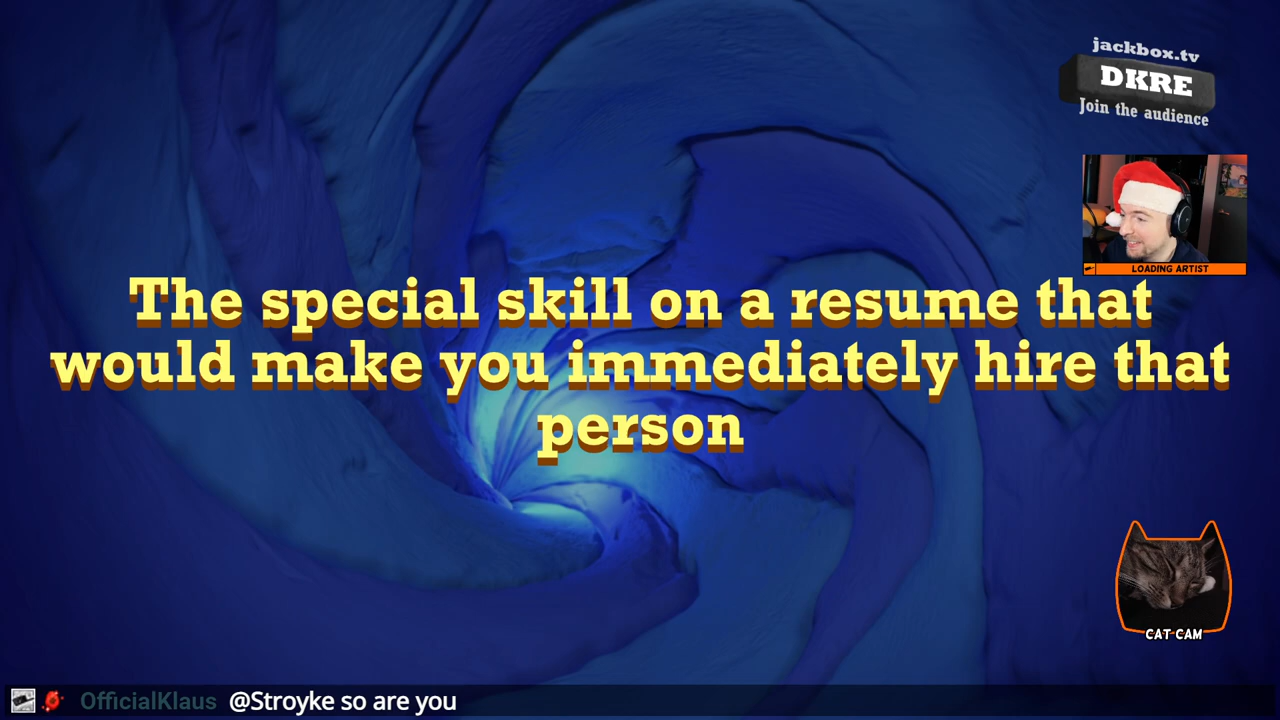 jackbox.tv
DKRE
Join the audience
LOADING ARTIST
The special skill on a resume that
would make you immediately hire that
person
CAT CAM
OfficialKlaus @Stroyke so are you